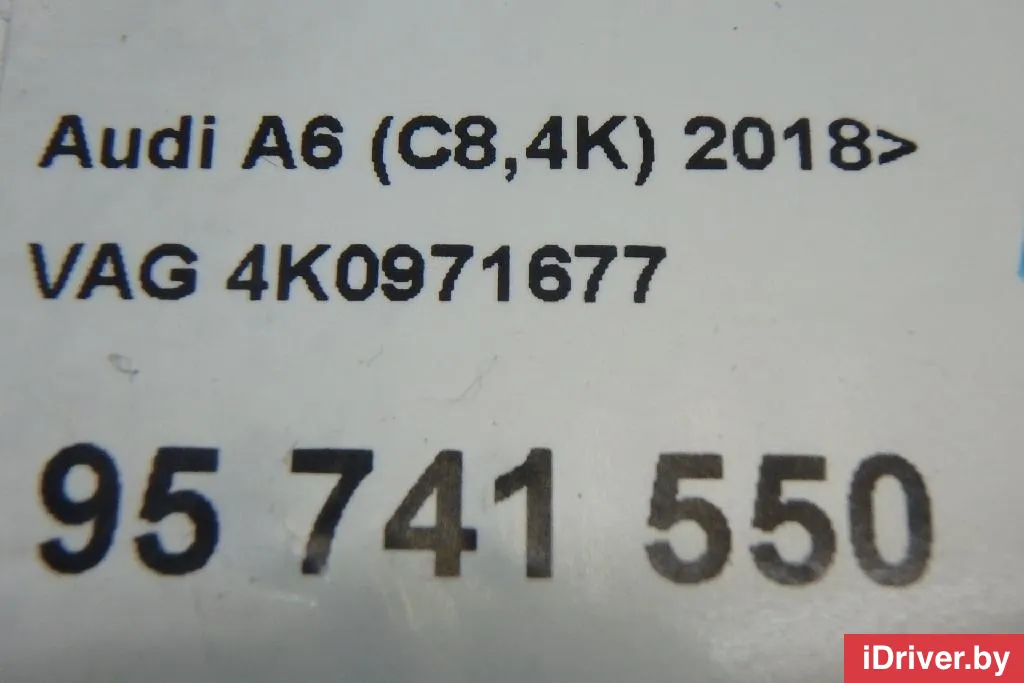 Audi A6 (C8,4K) 2018>
VAG 4K0971677
95 741 550
iDriver.by